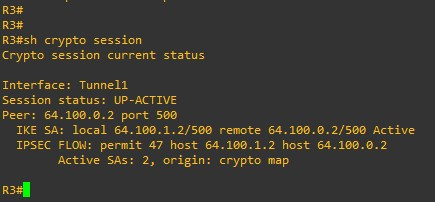 R3#
R3#
R3#sh crypto session
Crypto session current status
Interface: Tunnel1
Session status: UP-ACTIVE
Peer: 64.100.0.2 port 500
IKE SA: local 64.100.1.2/500 remote 64.100.0.2/500 Active
IPSEC FLOW: permit 47 host 64.100.1.2 host 64.100.0.2
Active SAs: 2, origin: crypto map
R3#